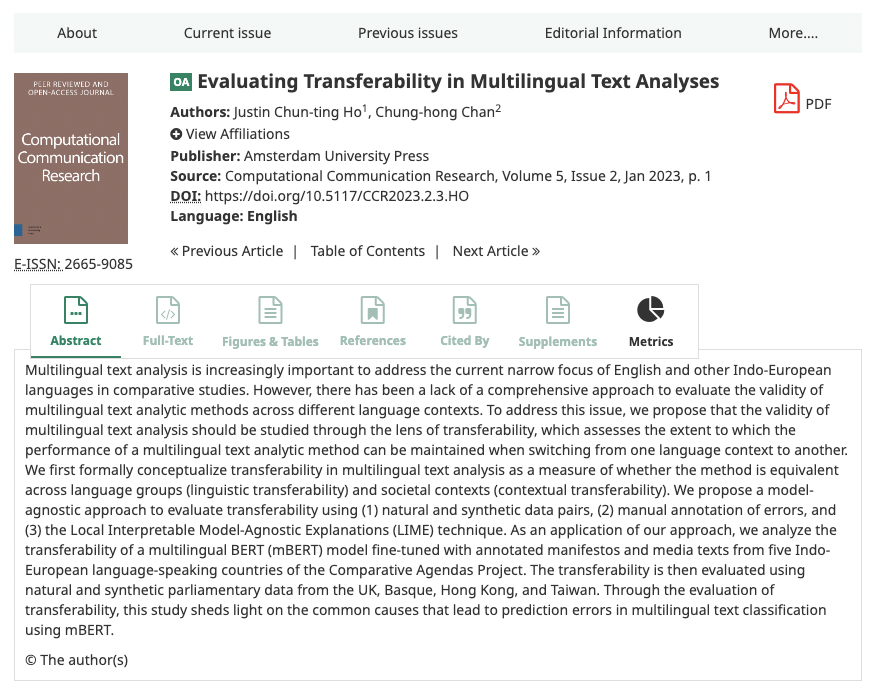 About Current issue Previous issues Editorial Information More....
PEER REVIEWED AND
OPEN-ACCESS JOURNAL
Computational
Communication
Research
E-ISSN: 2665-9085
OA Evaluating Transferability in Multilingual Text Analyses
Authors: Justin Chun-ting Ho1, Chung-hong Chan2
View Affiliations
Publisher: Amsterdam University Press
Source: Computational Communication Research, Volume 5, Issue 2, Jan 2023, p. 1
DOI: https://doi.org/10.5117/CCR2023.2.3.HO
Language: English
« Previous Article | Table of Contents | Next Article »
PDF
Abstract Full-Text Figures & Tables References Cited By Supplements Metrics
Multilingual text analysis is increasingly important to address the current narrow focus of English and other Indo-European
languages in comparative studies. However, there has been a lack of a comprehensive approach to evaluate the validity of
multilingual text analytic methods across different language contexts. To address this issue, we propose that the validity of
multilingual text analysis should be studied through the lens of transferability, which assesses the extent to which the
performance of a multilingual text analytic method can be maintained when switching from one language context to another.
We first formally conceptualize transferability in multilingual text analysis as a measure of whether the method is equivalent
across language groups (linguistic transferability) and societal contexts (contextual transferability). We propose a model-
agnostic approach to evaluate transferability using (1) natural and synthetic data pairs, (2) manual annotation of errors, and
(3) the Local Interpretable Model-Agnostic Explanations (LIME) technique. As an application of our approach, we analyze the
transferability of a multilingual BERT (mBERT) model fine-tuned with annotated manifestos and media texts from five Indo-
European language-speaking countries of the Comparative Agendas Project. The transferability is then evaluated using
natural and synthetic parliamentary data from the UK, Basque, Hong Kong, and Taiwan. Through the evaluation of
transferability, this study sheds light on the common causes that lead to prediction errors in multilingual text classification
using mBERT.
© The author(s)